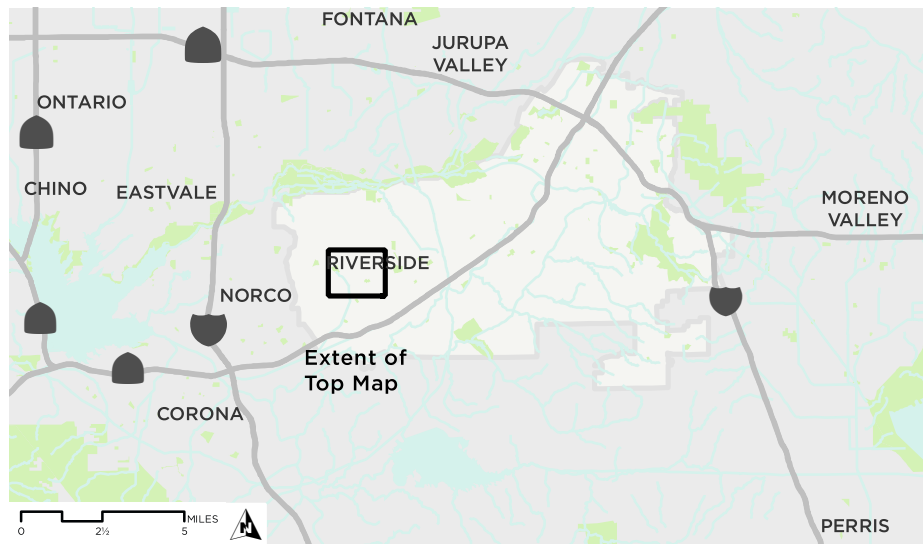 FONTANA
JURUPA
VALLEY
ONTARIO
CHINO
EASTVALE
MORENO
VALLEY
RIVERSIDE
NORCO
Extent of
Top Map
CORONA
MILES
0
2½
5
N
PERRIS